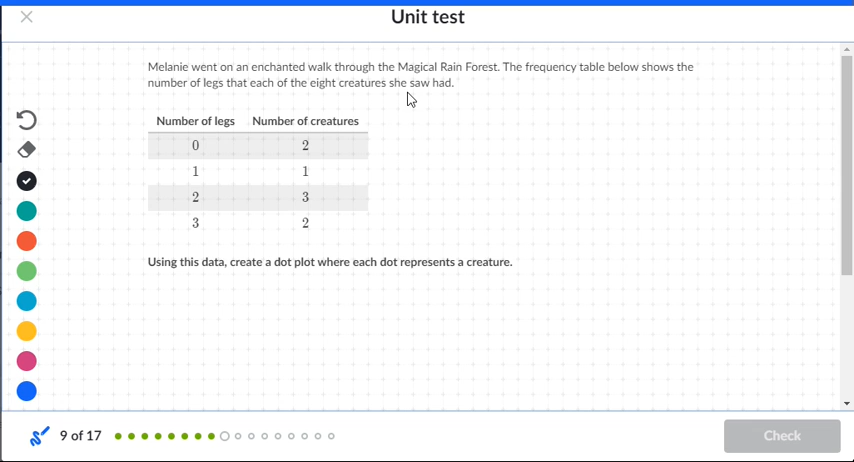 Unit test
Melanie went on an enchanted walk through the Magical Rain Forest. The frequency table below shows the
number of legs that each of the eight creatures she saw had.
Number of legs Number of creatures
0 2
1 1
2 3
3 2
Using this data, create a dot plot where each dot represents a creature.
9 of 17
Check